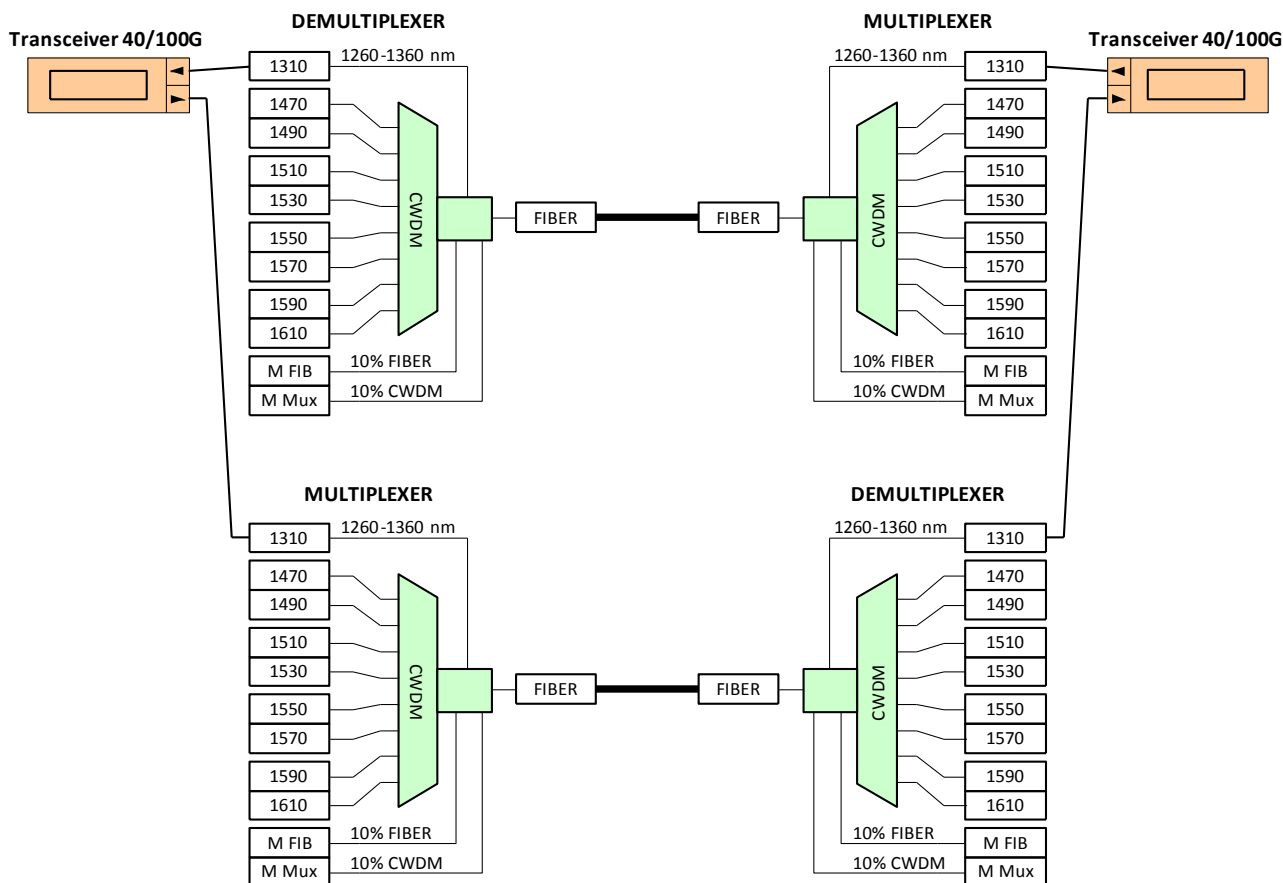 DEMULTIPLEXER
MULTIPLEXER
Transceiver 40/100G
Transceiver 40/100G
1310
1260-1360 nm
1470
1490
1510
1530
1550
1570
1590
1610
M FIB
10% FIBER
M Mux
10% CWDM
CWDM
FIBER
FIBER
CWDM
1260-1360 nm
1310
1470
1490
1510
1530
1550
1570
1590
1610
10% FIBER
M FIB
10% CWDM
M Mux
MULTIPLEXER
DEMULTIPLEXER
1310
1260-1360 nm
1470
1490
1510
1530
1550
1570
1590
1610
M FIB
10% FIBER
M Mux
10% CWDM
CWDM
FIBER
FIBER
CWDM
1260-1360 nm
1310
1470
1490
1510
1530
1550
1570
1590
1610
10% FIBER
M FIB
10% CWDM
M Mux